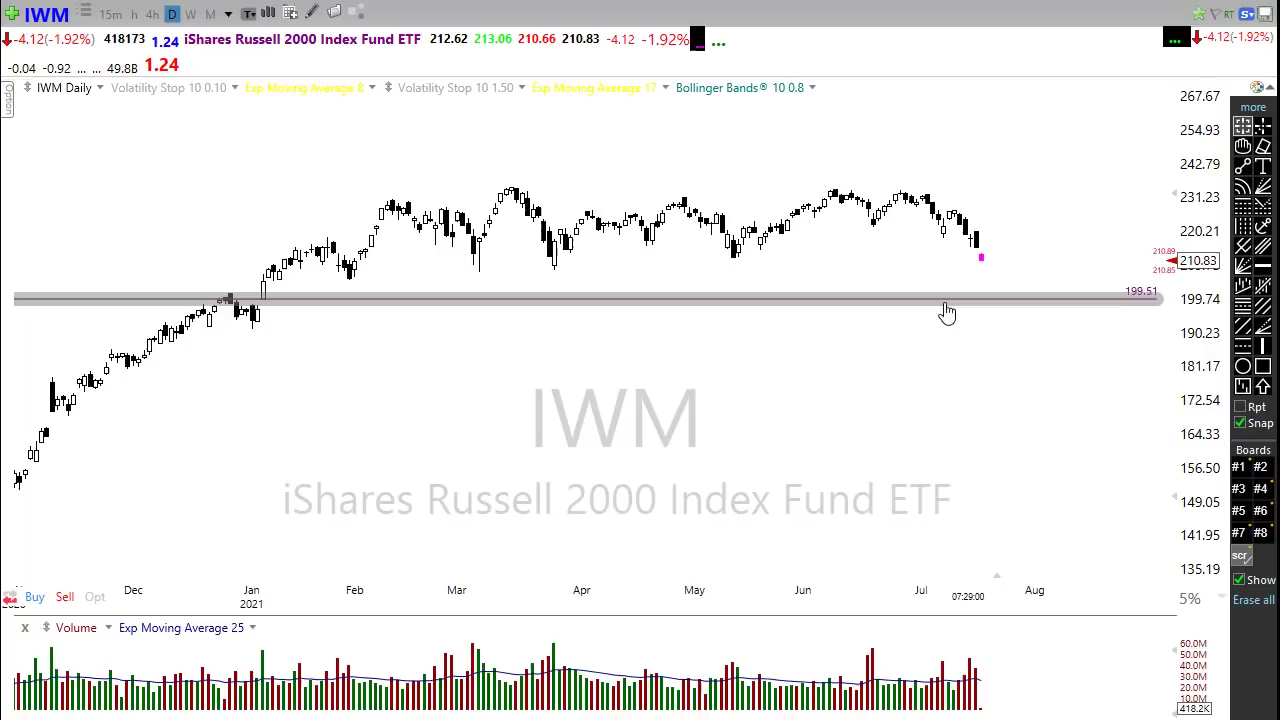 IWM 15m h 4h D W M T RT S
-4.12(-1.92%) 418173 1.24 iShares Russell 2000 Index Fund ETF 212.62 213.06 210.66 210.83 -4.12 -1.92% ... ... -4.12(-1.92%)
-0.04 -0.92 ... ... 49.8B 1.24
Option
IWM Daily Volatility Stop 10 0.10 Exp Moving Average 8 Volatility Stop 10 1.50 Exp Moving Average 17 Bollinger Bands® 10 0.8
267.67
254.93
242.79
231.23
220.21
210.89
210.83
210.85
199.51
199.74
190.23
181.17
172.54
164.33
156.50
149.05
141.95
135.19
IWM
iShares Russell 2000 Index Fund ETF
more
T
Rpt
Snap
Boards
#1 #2
#3 #4
#5 #6
#7 #8
scr
Show
Erase all
Dec Jan Feb Mar Apr May Jun Jul Aug
2021
Buy Sell Opt 07:29:00 5%
x Volume Exp Moving Average 25
60.0M
50.0M
40.0M
30.0M
20.0M
10.0M
418.2K